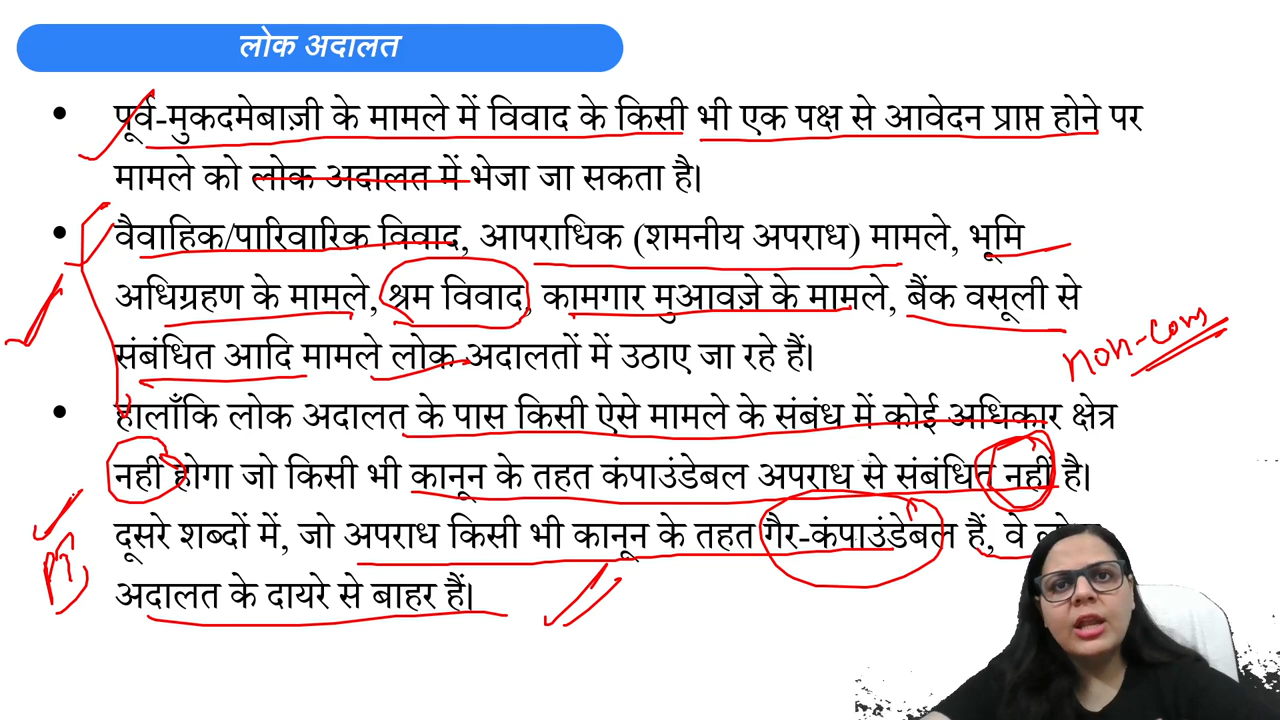 लोक अदालत
• पूर्व-मुकदमेबाज़ी के मामले में विवाद के किसी भी एक पक्ष से आवेदन प्राप्त होने पर
मामले को लोक अदालत में भेजा जा सकता है।
• वैवाहिक/पारिवारिक विवाद, आपराधिक (शमनीय अपराध) मामले, भूमि
अधिग्रहण के मामले, श्रम विवाद, कामगार मुआवज़े के मामले, बैंक वसूली से
संबंधित आदि मामले लोक अदालतों में उठाए जा रहे हैं।
non-com
• हालाँकि लोक अदालत के पास किसी ऐसे मामले के संबंध में कोई अधिकार क्षेत्र
नहीं होगा जो किसी भी कानून के तहत कंपाउंडेबल अपराध से संबंधित नहीं है।
दूसरे शब्दों में, जो अपराध किसी भी कानून के तहत गैर-कंपाउंडेबल हैं, वे
अदालत के दायरे से बाहर हैं।